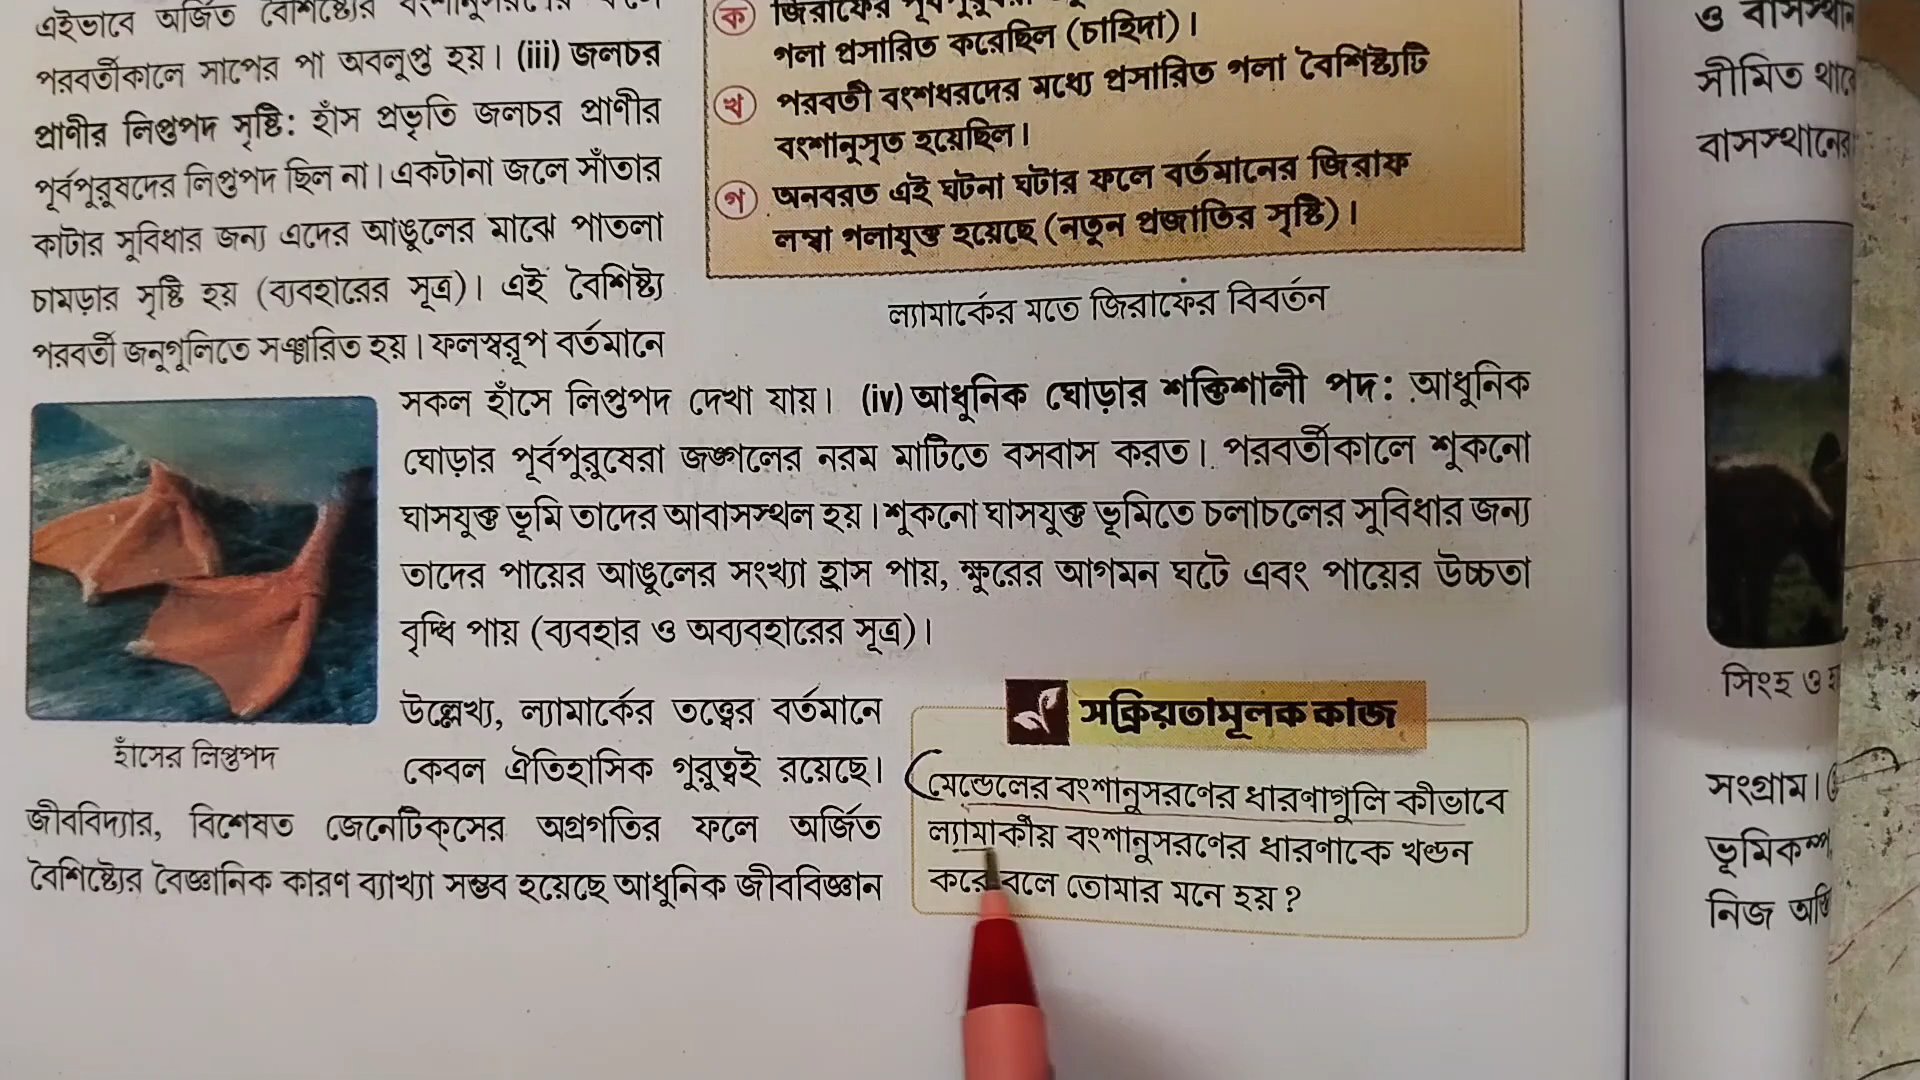 এইভাবে অর্জিত বৈশিষ্ট্যের
পরবর্তীকালে সাপের পা অবলুপ্ত হয়। (iii) জলচর
প্রাণীর লিপ্তপদ সৃষ্টি: হাঁস প্রভৃতি জলচর প্রাণীর
পূর্বপুরুষদের লিপ্তপদ ছিল না। একটানা জলে সাঁতার
কাটার সুবিধার জন্য এদের আঙুলের মাঝে পাতলা
চামড়ার সৃষ্টি হয় (ব্যবহারের সূত্র)। এই বৈশিষ্ট্য
পরবর্তী জনুগুলিতে সঞ্চারিত হয়। ফলস্বরূপ বর্তমানে
ক জিরাফের
গলা প্রসারিত করেছিল (চাহিদা)।
খ পরবর্তী বংশধরদের মধ্যে প্রসারিত গলা বৈশিষ্ট্যটি
বংশানুসৃত হয়েছিল।
গ অনবরত এই ঘটনা ঘটার ফলে বর্তমানের জিরাফ
লম্বা গলাযুক্ত হয়েছে (নতুন প্রজাতির সৃষ্টি)।
ল্যামার্কের মতে জিরাফের বিবর্তন
সকল হাঁসে লিপ্তপদ দেখা যায়। (iv) আধুনিক ঘোড়ার শক্তিশালী পদ: আধুনিক
ঘোড়ার পূর্বপুরুষেরা জঙ্গলের নরম মাটিতে বসবাস করত। পরবর্তীকালে শুকনো
ঘাসযুক্ত ভূমি তাদের আবাসস্থল হয়। শুকনো ঘাসযুক্ত ভূমিতে চলাচলের সুবিধার জন্য
তাদের পায়ের আঙুলের সংখ্যা হ্রাস পায়, ক্ষুরের আগমন ঘটে এবং পায়ের উচ্চতা
বৃদ্ধি পায় (ব্যবহার ও অব্যবহারের সূত্র)।
হাঁসের লিপ্তপদ
উল্লেখ্য, ল্যামার্কের তত্ত্বের বর্তমানে
কেবল ঐতিহাসিক গুরুত্বই রয়েছে।
জীববিদ্যার, বিশেষত জেনেটিক্‌সের অগ্রগতির ফলে অর্জিত
বৈশিষ্ট্যের বৈজ্ঞানিক কারণ ব্যাখ্যা সম্ভব হয়েছে আধুনিক জীববিজ্ঞান
সক্রিয়তামূলক কাজ
মেন্ডেলের বংশানুসরণের ধারণাগুলি কীভাবে
ল্যামার্কীয় বংশানুসরণের ধারণাকে খণ্ডন
করে বলে তোমার মনে হয়?
ও বাসস্থান
সীমিত থাকে
বাসস্থানের
সিংহ ও
সংগ্রাম।
ভূমিকম্প,
নিজ